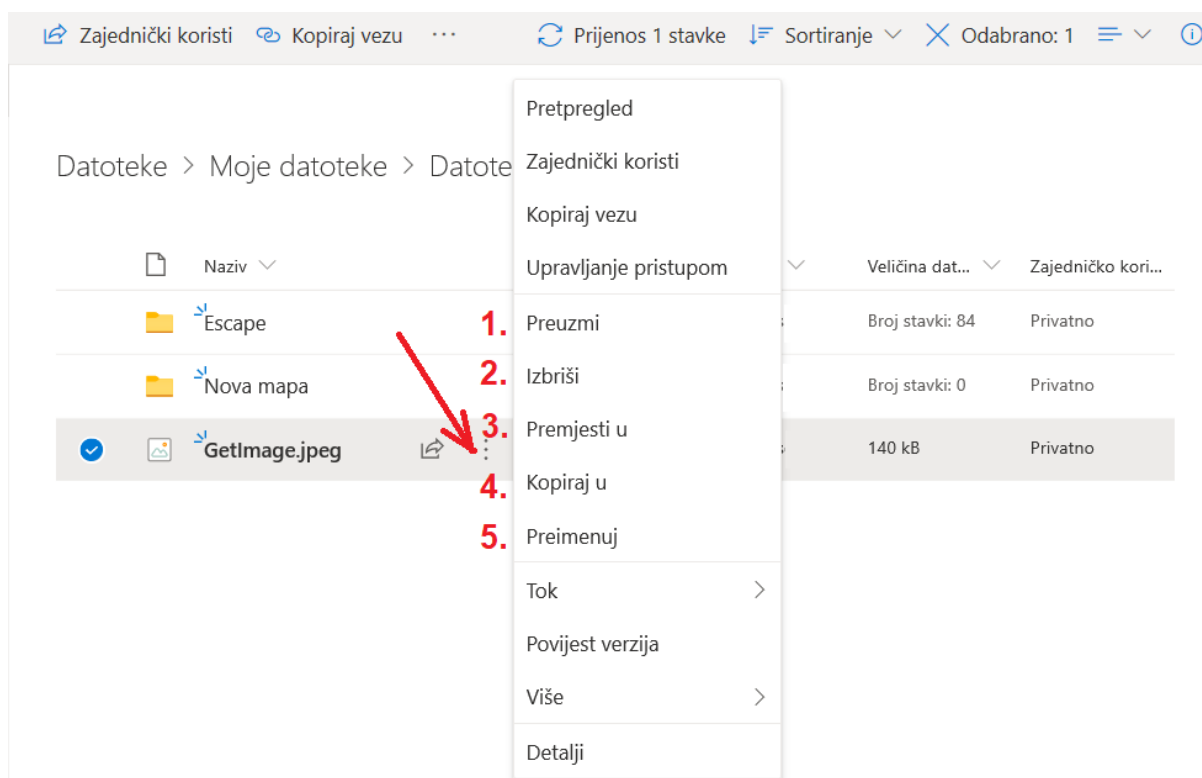 Zajednički koristi Kopiraj vezu ··· Prijenos 1 stavke Sortiranje Odabrano: 1
Pretpregled
Datoteke > Moje datoteke > Datote
Zajednički koristi
Kopiraj vezu
Naziv Upravljanje pristupom Veličina dat... Zajedničko kori...
Escape 1. Preuzmi Broj stavki: 84 Privatno
2. Izbriši
Nova mapa Broj stavki: 0 Privatno
3. Premjesti u
GetImage.jpeg 140 kB Privatno
4. Kopiraj u
5. Preimenuj
Tok
Povijest verzija
Više
Detalji